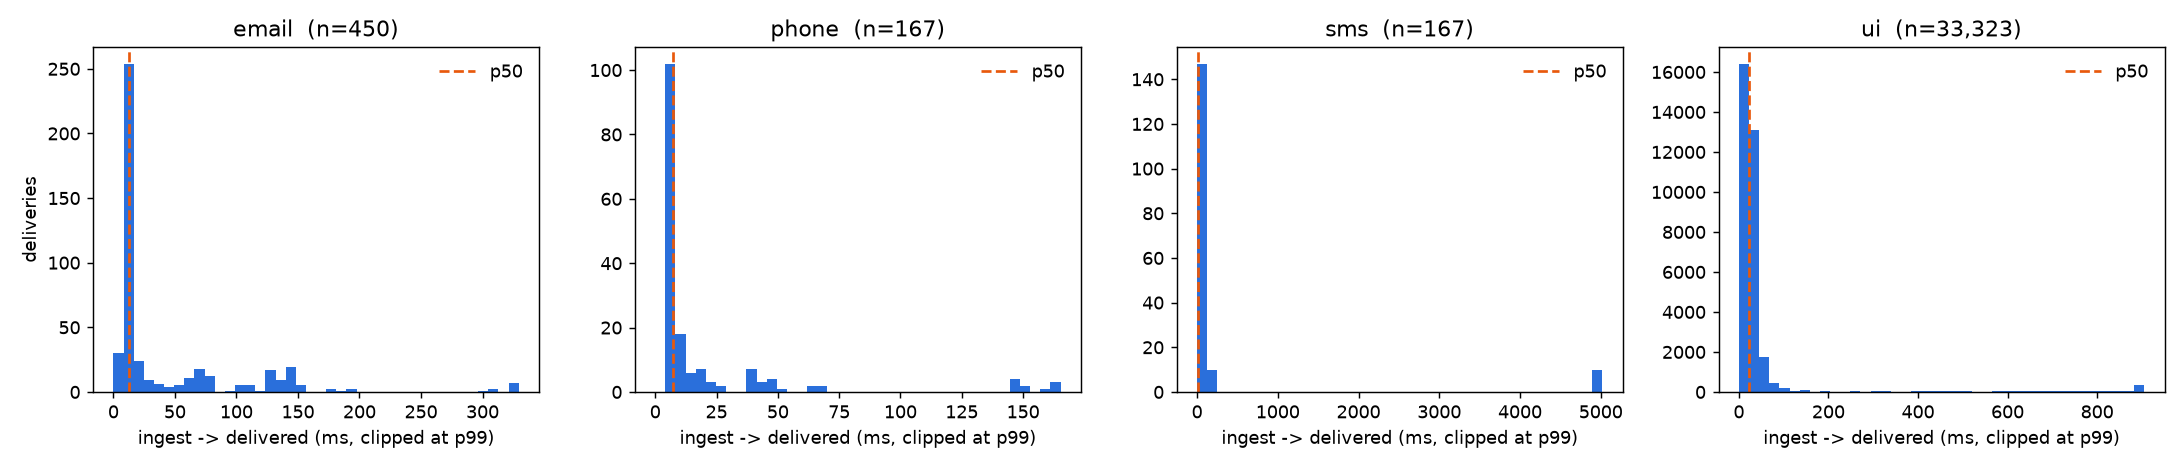 email  (n=450)
250
200
150
100
50
0
deliveries
p50
0 50 100 150 200 250 300
ingest -> delivered (ms, clipped at p99)
phone  (n=167)
100
80
60
40
20
0
p50
0 25 50 75 100 125 150
ingest -> delivered (ms, clipped at p99)
sms  (n=167)
140
120
100
80
60
40
20
0
p50
0 1000 2000 3000 4000 5000
ingest -> delivered (ms, clipped at p99)
ui  (n=33,323)
16000
14000
12000
10000
8000
6000
4000
2000
0
p50
0 200 400 600 800
ingest -> delivered (ms, clipped at p99)